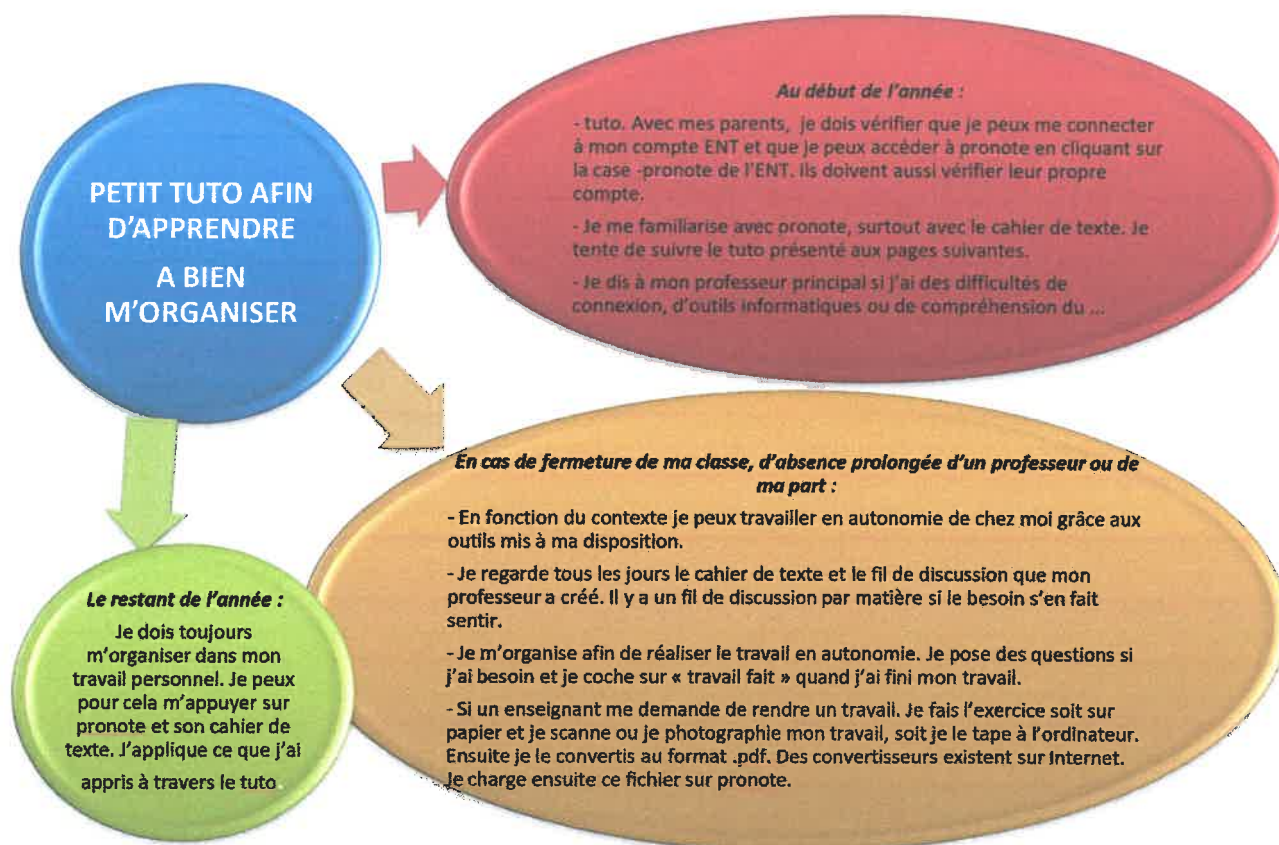 PETIT TUTO AFIN
D'APPRENDRE
A BIEN
M'ORGANISER
Au début de l'année :
- tuto. Avec mes parents, je dois vérifier que je peux me connecter
à mon compte ENT et que je peux accéder à pronote en cliquant sur
la case -pronote de l'ENT. Ils doivent aussi vérifier leur propre
compte.
- Je me familiarise avec pronote, surtout avec le cahier de texte. Je
tente de suivre le tuto présenté aux pages suivantes.
- Je dis à mon professeur principal si j'ai des difficultés de
connexion, d'outils informatiques ou de compréhension du ...
En cas de fermeture de ma classe, d'absence prolongée d'un professeur ou de
ma part :
- En fonction du contexte je peux travailler en autonomie de chez moi grâce aux
outils mis à ma disposition.
- Je regarde tous les jours le cahier de texte et le fil de discussion que mon
professeur a créé. Il y a un fil de discussion par matière si le besoin s'en fait
sentir.
- Je m'organise afin de réaliser le travail en autonomie. Je pose des questions si
j'ai besoin et je coche sur « travail fait » quand j'ai fini mon travail.
- Si un enseignant me demande de rendre un travail. Je fais l'exercice soit sur
papier et je scanne ou je photographie mon travail, soit je le tape à l'ordinateur.
Ensuite je le convertis au format .pdf. Des convertisseurs existent sur Internet.
Je charge ensuite ce fichier sur pronote.
Le restant de l'année :
Je dois toujours
m'organiser dans mon
travail personnel. Je peux
pour cela m'appuyer sur
pronote et son cahier de
texte. J'applique ce que j'ai
appris à travers le tuto.